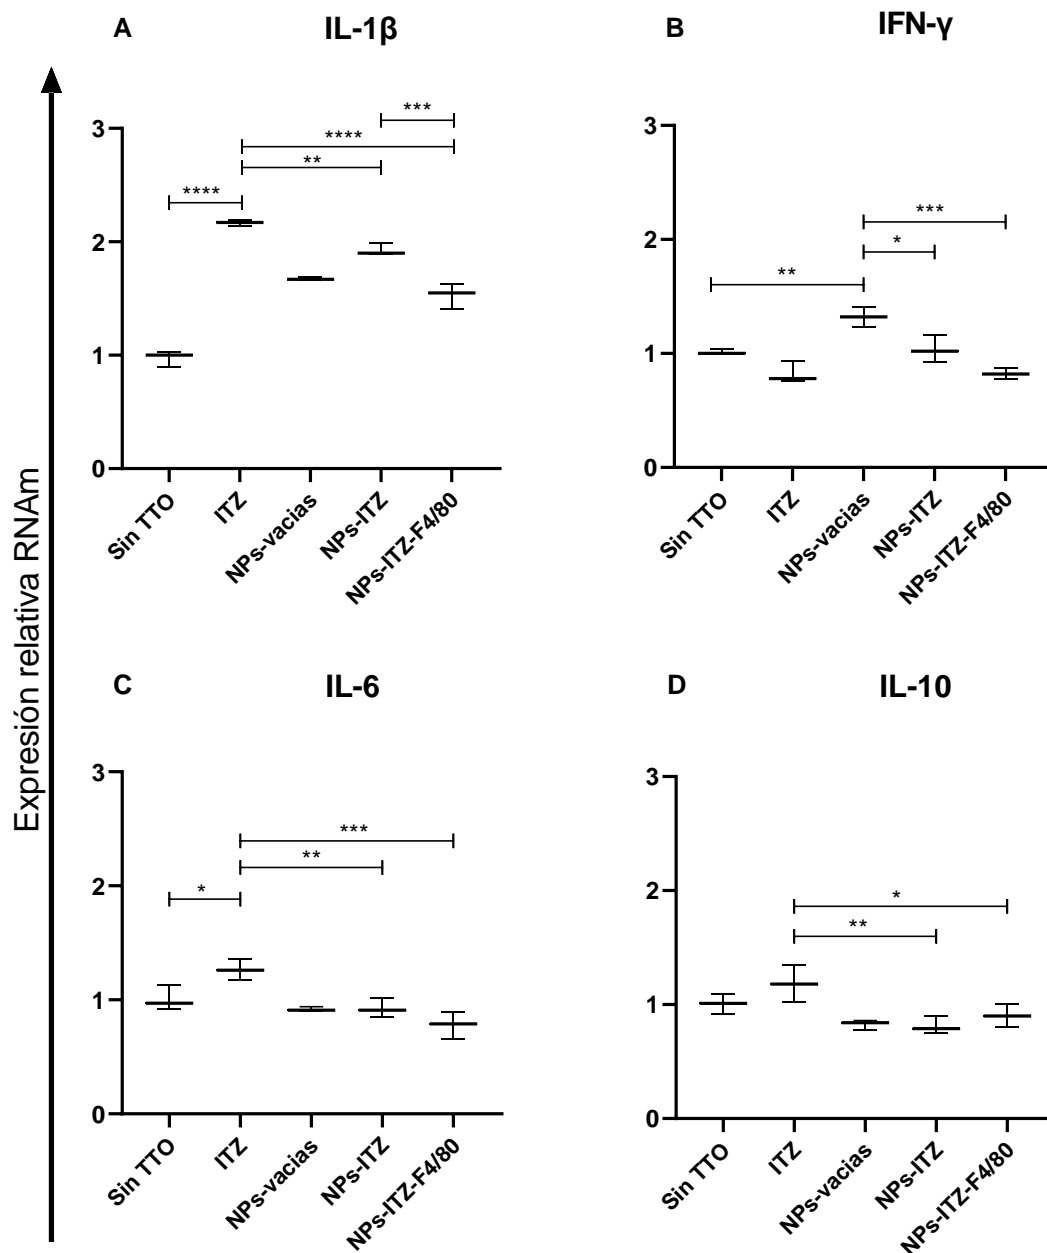 A
IL-1β
3
2
1
0
****
**
****
***
Sin TTO
ITZ
NPs-vacias
NPs-ITZ
NPs-ITZ-F4/80
B
IFN-γ
3
2
1
0
**
*
***
Sin TTO
ITZ
NPs-vacias
NPs-ITZ
NPs-ITZ-F4/80
Expresión relativa RNAm
C
IL-6
3
2
1
0
*
**
***
Sin TTO
ITZ
NPs-vacias
NPs-ITZ
NPs-ITZ-F4/80
D
IL-10
3
2
1
0
**
*
Sin TTO
ITZ
NPs-vacias
NPs-ITZ
NPs-ITZ-F4/80